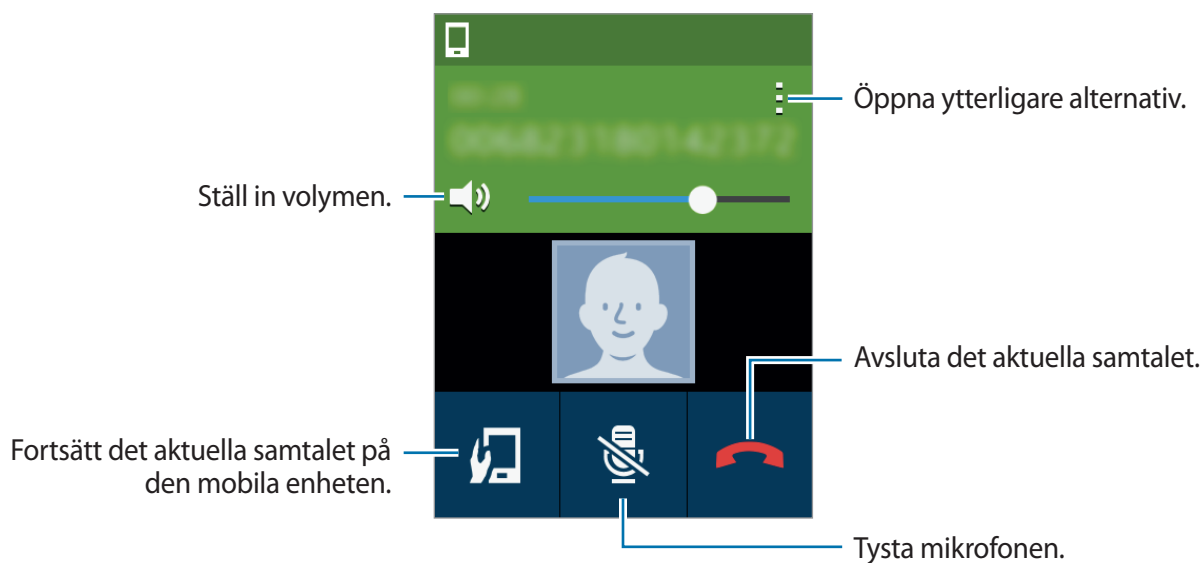 Öppna ytterligare alternativ.
Ställ in volymen.
Avsluta det aktuella samtalet.
Fortsätt det aktuella samtalet på
den mobila enheten.
Tysta mikrofonen.